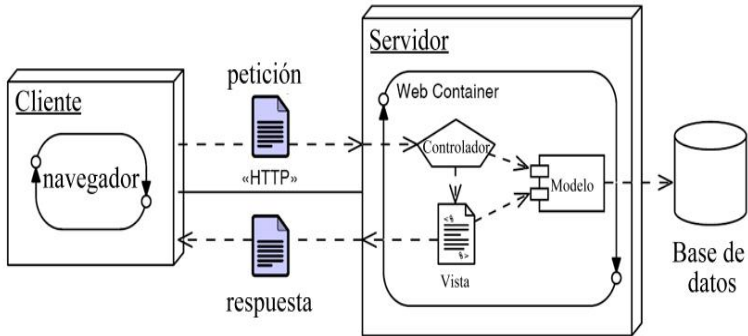 Servidor
petición
Cliente
Web Container
Controlador
navegador
«HTTP»
Modelo
<%
%>
Vista
respuesta
Base de
datos